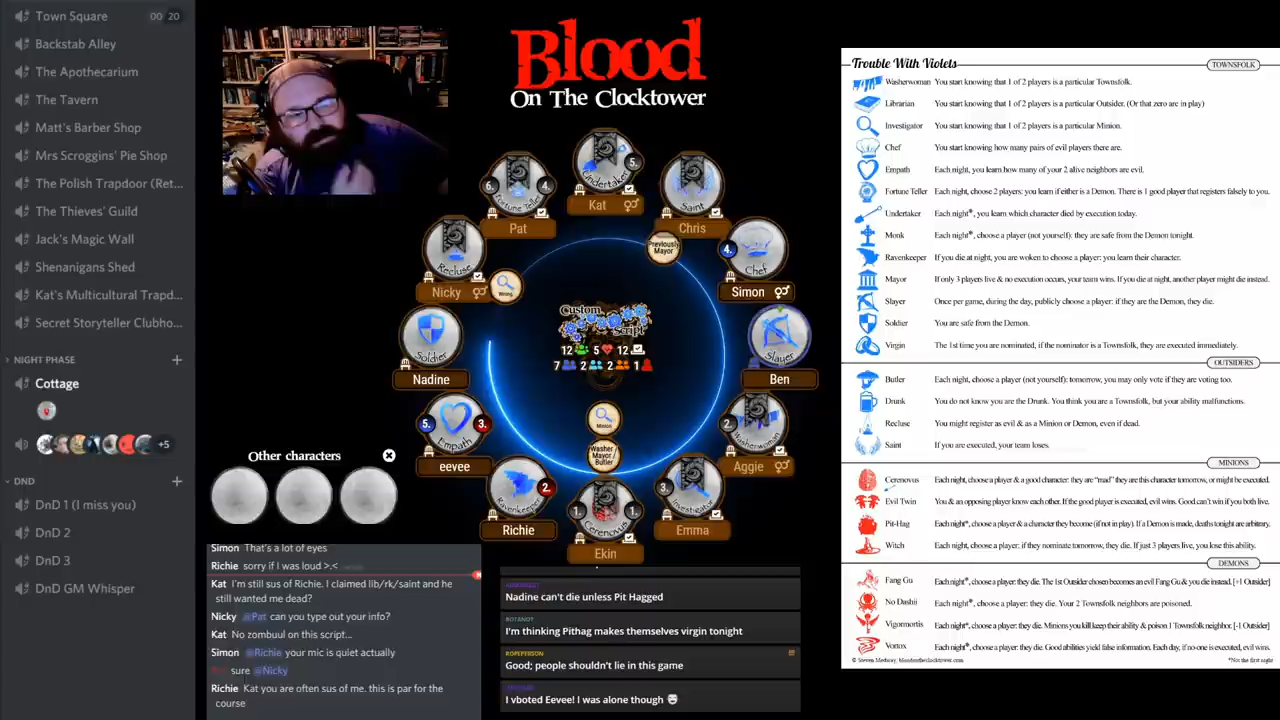 Town Square
00 20
Backstab Alley
The Apothecarium
The Tavern
Matt's Barber Shop
Mrs Scroggins' Pie Shop
The Polish Trapdoor (Ret...
The Thieves' Guild
Jack's Magic Wall
Shenanigans Shed
Multicultural Trapd...
Secret Storyteller Clubho...
NIGHT PHASE
Cottage
+5
DND
DnD 1 (I miss you)
DnD 2
DnD 3
DnD GM Whisper
Blood
On The Clocktower
Undertaker
5.
Kat
Fortune Teller
6.
4.
Pat
Saint
Chris
Previously
Mayor
Recluse
Nicky
Wrong
Chef
4.
Simon
Soldier
Nadine
Custom
Script
12 5 12
7 2 2 1
Slayer
Ben
Empath
5.
3.
eevee
Minion
Washer/
Mayor/
Butler
Washerwoman
2.
Aggie
Ravenkeeper
2.
Richie
Cerenovus
1.
1.
Ekin
Investigator
3.
Emma
Other characters
Simon That's a lot of eyes
Richie sorry if I was loud >.<
Kat I'm still sus of Richie. I claimed lib/rk/saint and he
still wanted me dead?
Nicky @Pat can you type out your info?
Kat No zombuul on this script...
Simon @Richie your mic is quiet actually
sure @Nicky
Richie Kat you are often sus of me. this is par for the
course
Nadine can't die unless Pit Hagged
I'm thinking Pithag makes themselves virgin tonight
Good; people shouldn't lie in this game
I vboted Eevee! I was alone though
Trouble With Violets
TOWNSFOLK
Washerwoman You start knowing that 1 of 2 players is a particular Townsfolk.
Librarian You start knowing that 1 of 2 players is a particular Outsider. (Or that zero are in play)
Investigator You start knowing that 1 of 2 players is a particular Minion.
Chef You start knowing how many pairs of evil players there are.
Empath Each night, you learn how many of your 2 alive neighbors are evil.
Fortune Teller Each night, choose 2 players: you learn if either is a Demon. There is 1 good player that registers falsely to you.
Undertaker Each night*, you learn which character died by execution today.
Monk Each night*, choose a player (not yourself): they are safe from the Demon tonight.
Ravenkeeper If you die at night, you are woken to choose a player: you learn their character.
Mayor If only 3 players live & no execution occurs, your team wins. If you die at night, another player might die instead.
Slayer Once per game, during the day, publicly choose a player: if they are the Demon, they die.
Soldier You are safe from the Demon.
Virgin The 1st time you are nominated, if the nominator is a Townsfolk, they are executed immediately.
OUTSIDERS
Butler Each night, choose a player (not yourself): tomorrow, you may only vote if they are voting too.
Drunk You do not know you are the Drunk. You think you are a Townsfolk, but your ability malfunctions.
Recluse You might register as evil & as a Minion or Demon, even if dead.
Saint If you are executed, your team loses.
MINIONS
Cerenovus Each night, choose a player & a good character: they are "mad" they are this character tomorrow, or might be executed.
Evil Twin You & an opposing player know each other. If the good player is executed, evil wins. Good can't win if you both live.
Pit-Hag Each night*, choose a player & a character they become (if not in play). If a Demon is made, deaths tonight are arbitrary.
Witch Each night, choose a player: if they nominate tomorrow, they die. If just 3 players live, you lose this ability.
DEMONS
Fang Gu Each night*, choose a player: they die. The 1st Outsider chosen becomes an evil Fang Gu & you die instead. [+1 Outsider]
No Dashii Each night*, choose a player: they die. Your 2 Townsfolk neighbors are poisoned.
Vigormortis Each night*, choose a player: they die. Minions you kill keep their ability & poison 1 Townsfolk neighbor. [-1 Outsider]
Vortox Each night*, choose a player: they die. Good abilities yield false information. Each day, if no-one is executed, evil wins.
© Steven Medway, bloodontheclocktower.com
*Not the first night